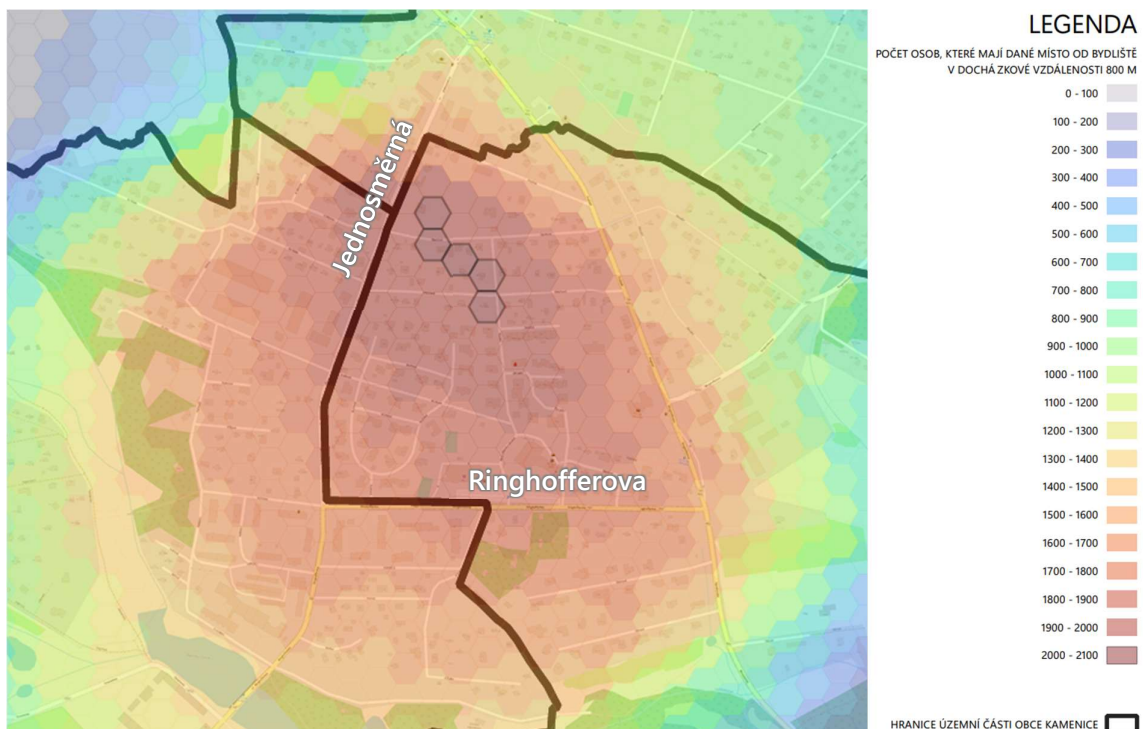 Jednosměrná
Ringhofferova
LEGENDA
POČET OSOB, KTERÉ MAJÍ DANÉ MÍSTO OD BYDLIŠTĚ
V DOCHÁ ZKOVÉ VZDÁLENOSTI 800 M
0 - 100
100 - 200
200 - 300
300 - 400
400 - 500
500 - 600
600 - 700
700 - 800
800 - 900
900 - 1000
1000 - 1100
1100 - 1200
1200 - 1300
1300 - 1400
1400 - 1500
1500 - 1600
1600 - 1700
1700 - 1800
1800 - 1900
1900 - 2000
2000 - 2100
HRANICE ÚZEMNÍ ČÁSTI OBCE KAMENICE